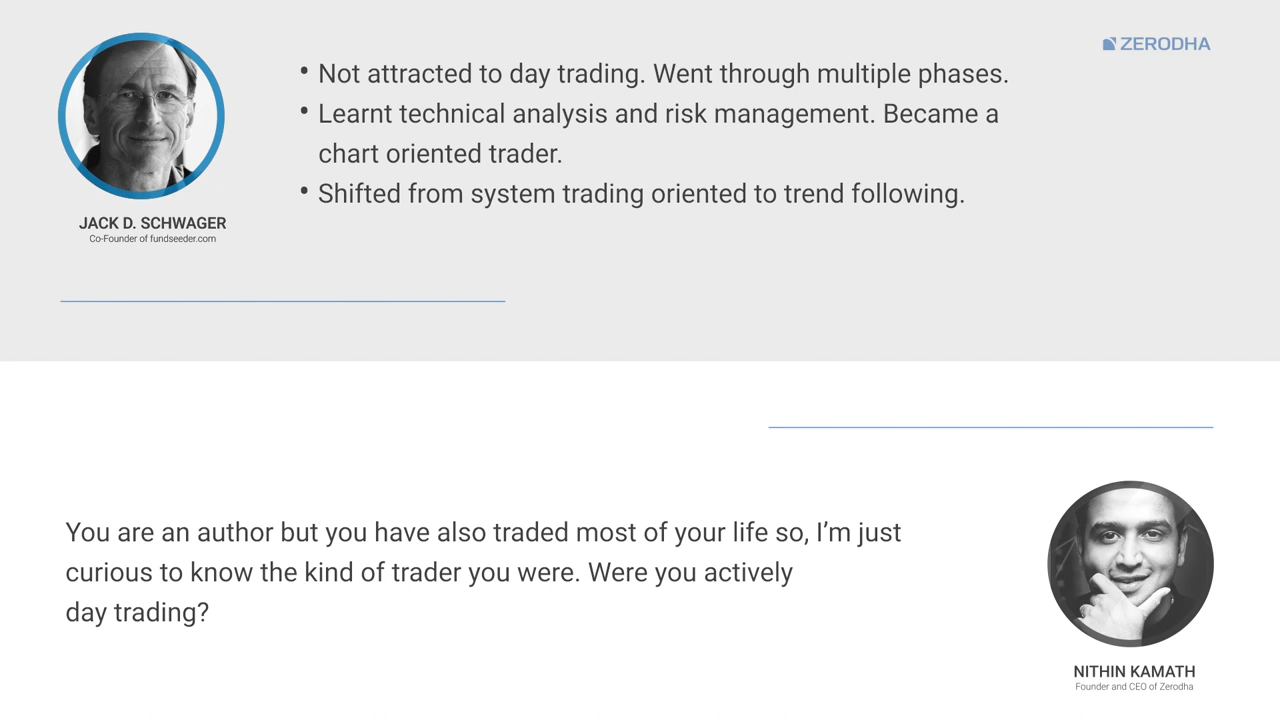 ZERODHA
• Not attracted to day trading. Went through multiple phases.
• Learnt technical analysis and risk management. Became a
chart oriented trader.
• Shifted from system trading oriented to trend following.
JACK D. SCHWAGER
Co-Founder of fundseeder.com
You are an author but you have also traded most of your life so, I’m just
curious to know the kind of trader you were. Were you actively
day trading?
NITHIN KAMATH
Founder and CEO of Zerodha